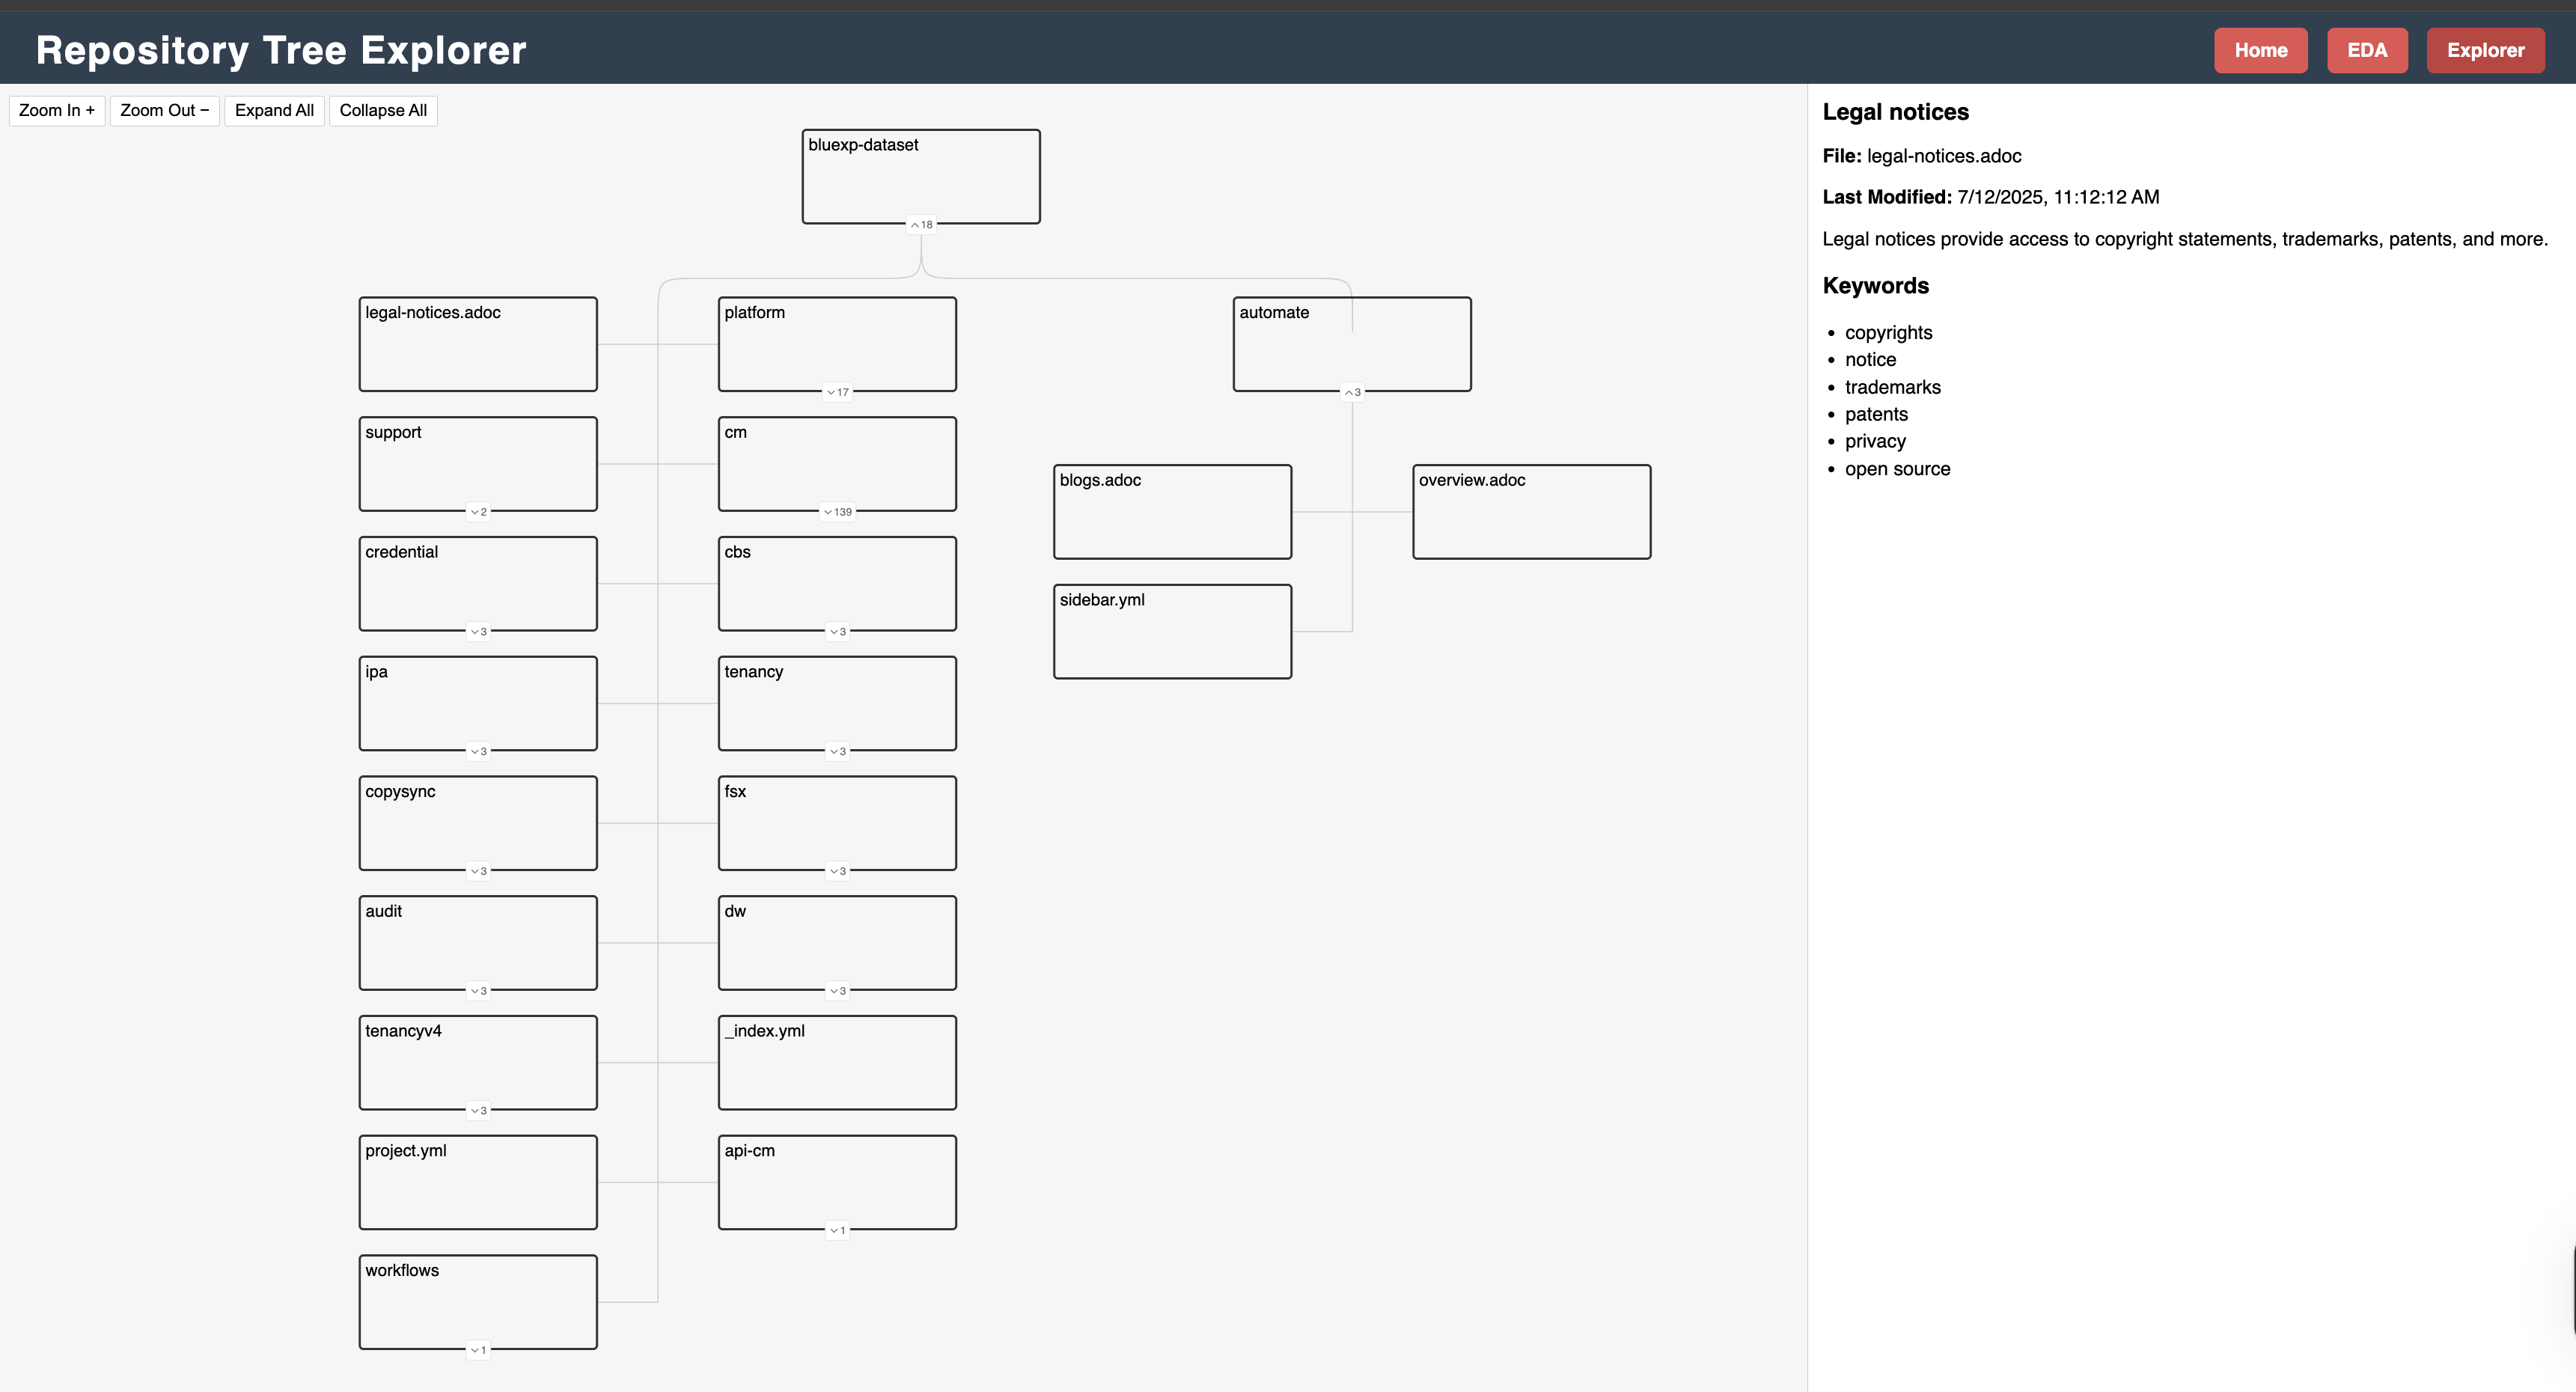 Repository Tree Explorer
Home
EDA
Explorer
Zoom In +
Zoom Out −
Expand All
Collapse All
bluexp-dataset
18
legal-notices.adoc
platform
17
automate
3
support
2
cm
139
blogs.adoc
overview.adoc
credential
3
cbs
3
sidebar.yml
ipa
3
tenancy
3
copysync
3
fsx
3
audit
3
dw
3
tenancyv4
3
_index.yml
project.yml
api-cm
1
workflows
1
Legal notices
File: legal-notices.adoc
Last Modified: 7/12/2025, 11:12:12 AM
Legal notices provide access to copyright statements, trademarks, patents, and more.
Keywords
• copyrights
• notice
• trademarks
• patents
• privacy
• open source